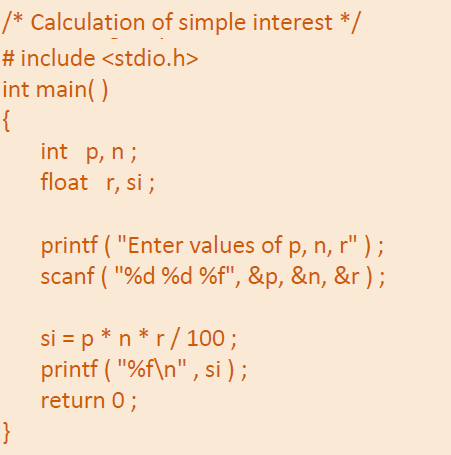 /* Calculation of simple interest */
# include <stdio.h>
int main( )
{
int p, n ;
float r, si ;
printf ( "Enter values of p, n, r" ) ;
scanf ( "%d %d %f", &p, &n, &r ) ;
si = p * n * r / 100 ;
printf ( "%f\n" , si ) ;
return 0 ;
}